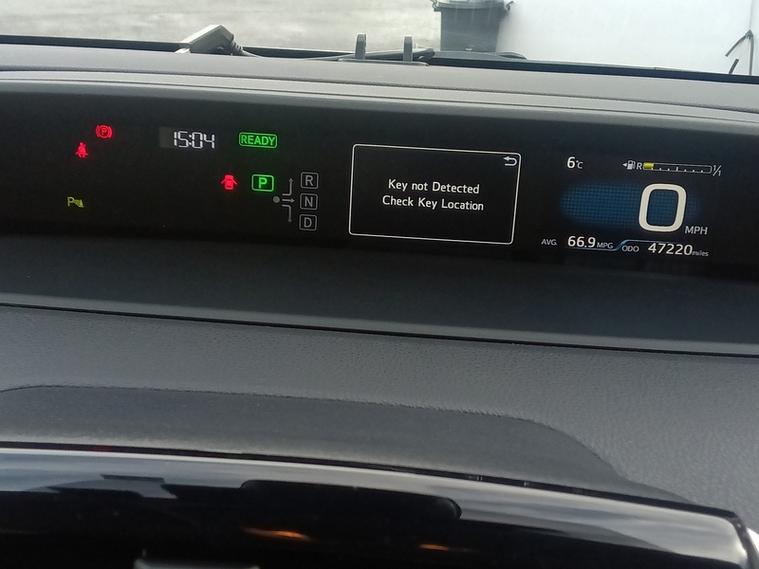 15:04
READY
P
R
N
D
P
Key not Detected
Check Key Location
6°C
R
1/1
0
MPH
AVG. 66.9 MPG
ODO 47220 miles